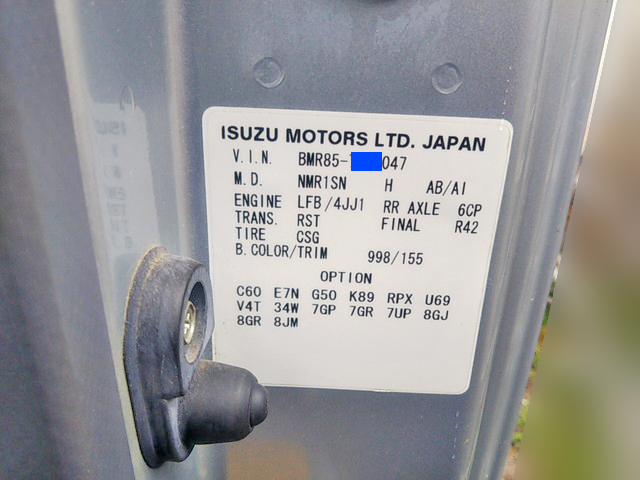 ISUZU MOTORS LTD. JAPAN
V.I.N. BMR85- 047
M.D. NMR1SN H AB/AI
ENGINE LFB/4JJ1 RR AXLE 6CP
TRANS. RST FINAL R42
TIRE CSG
B.COLOR/TRIM 998/155
OPTION
C60 E7N G50 K89 RPX U69
V4T 34W 7GP 7GR 7UP 8GJ
8GR 8JM